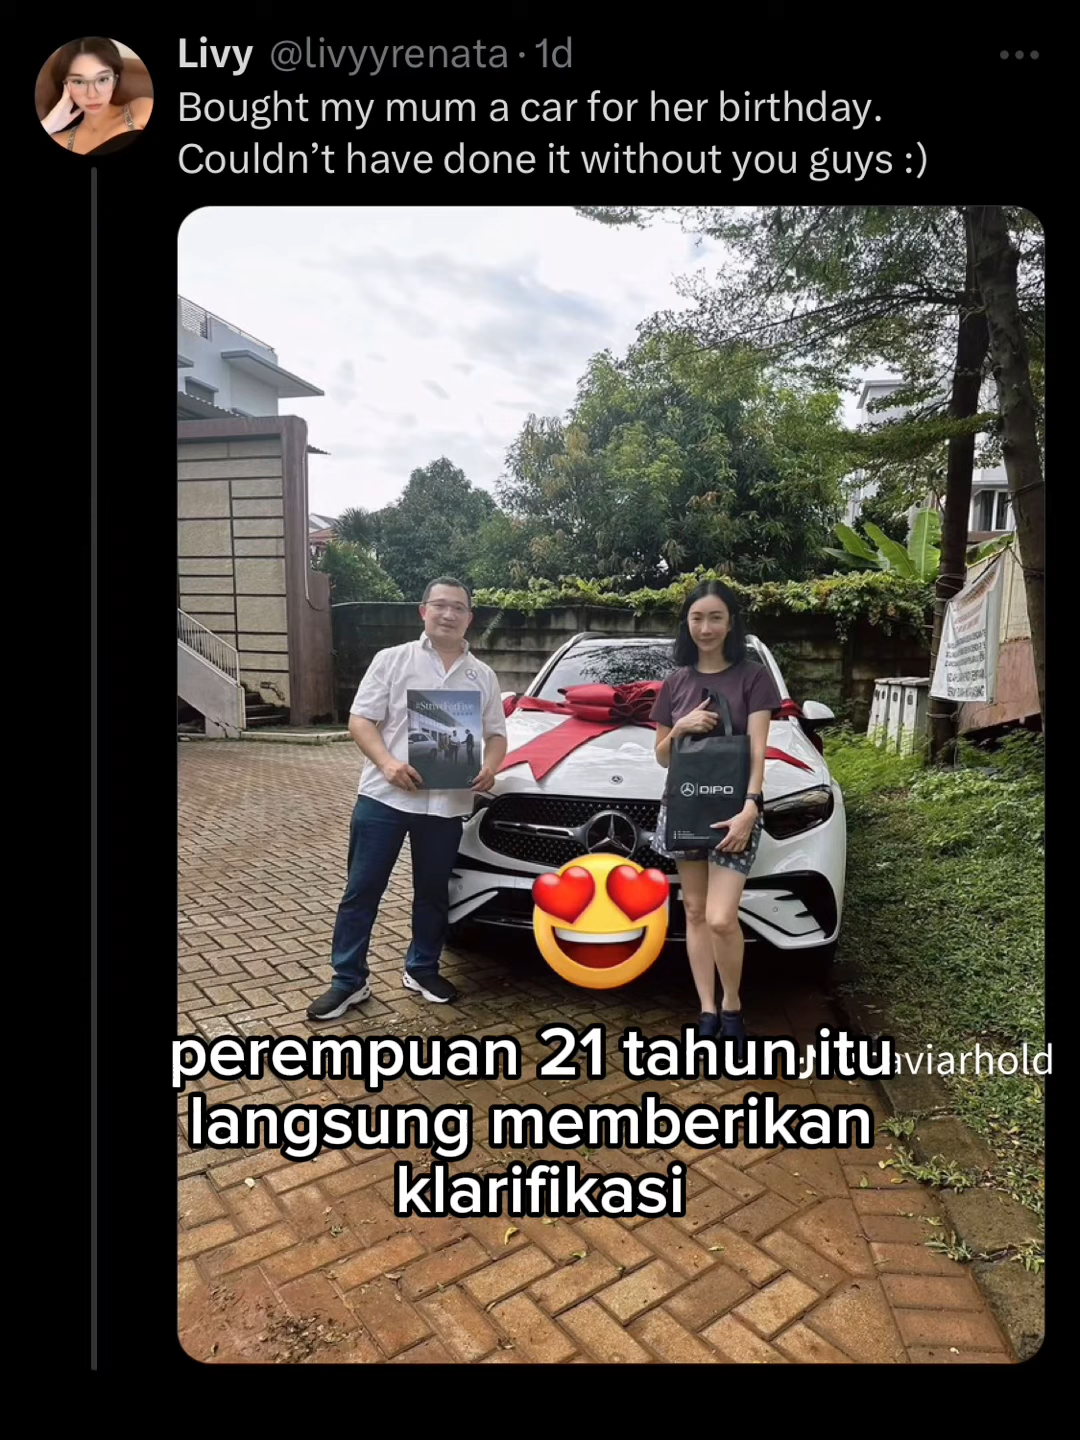 Livy @livyyrenata · 1d
Bought my mum a car for her birthday.
Couldn’t have done it without you guys :)
#StriveForFive
DIPO
perempuan 21 tahun itu
langsung memberikan
klarifikasi